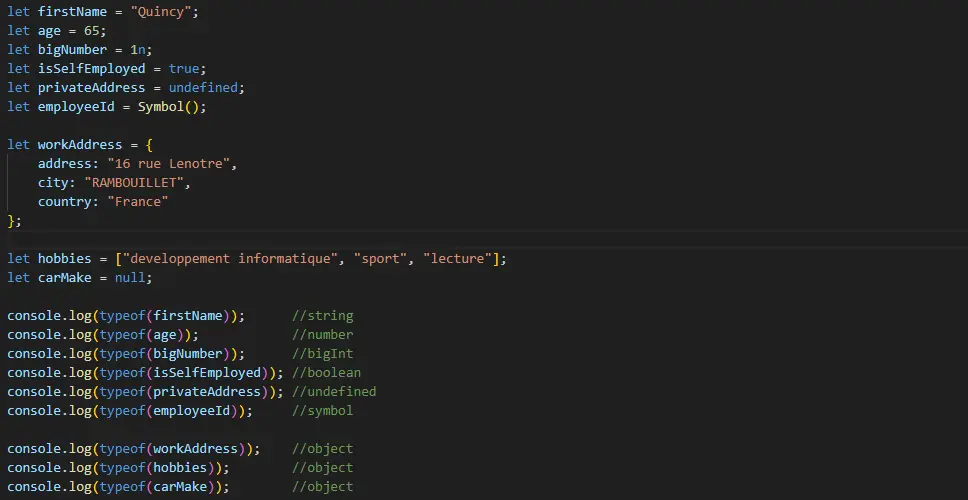 let firstName = "Quincy";
let age = 65;
let bigNumber = 1n;
let isSelfEmployed = true;
let privateAddress = undefined;
let employeeId = Symbol();
let workAddress = {
    address: "16 rue Lenotre",
    city: "RAMBOUILLET",
    country: "France"
};
let hobbies = ["developpement informatique", "sport", "lecture"];
let carMake = null;
console.log(typeof(firstName));      //string
console.log(typeof(age));            //number
console.log(typeof(bigNumber));      //bigInt
console.log(typeof(isSelfEmployed)); //boolean
console.log(typeof(privateAddress)); //undefined
console.log(typeof(employeeId));     //symbol
console.log(typeof(workAddress));    //object
console.log(typeof(hobbies));        //object
console.log(typeof(carMake));        //object